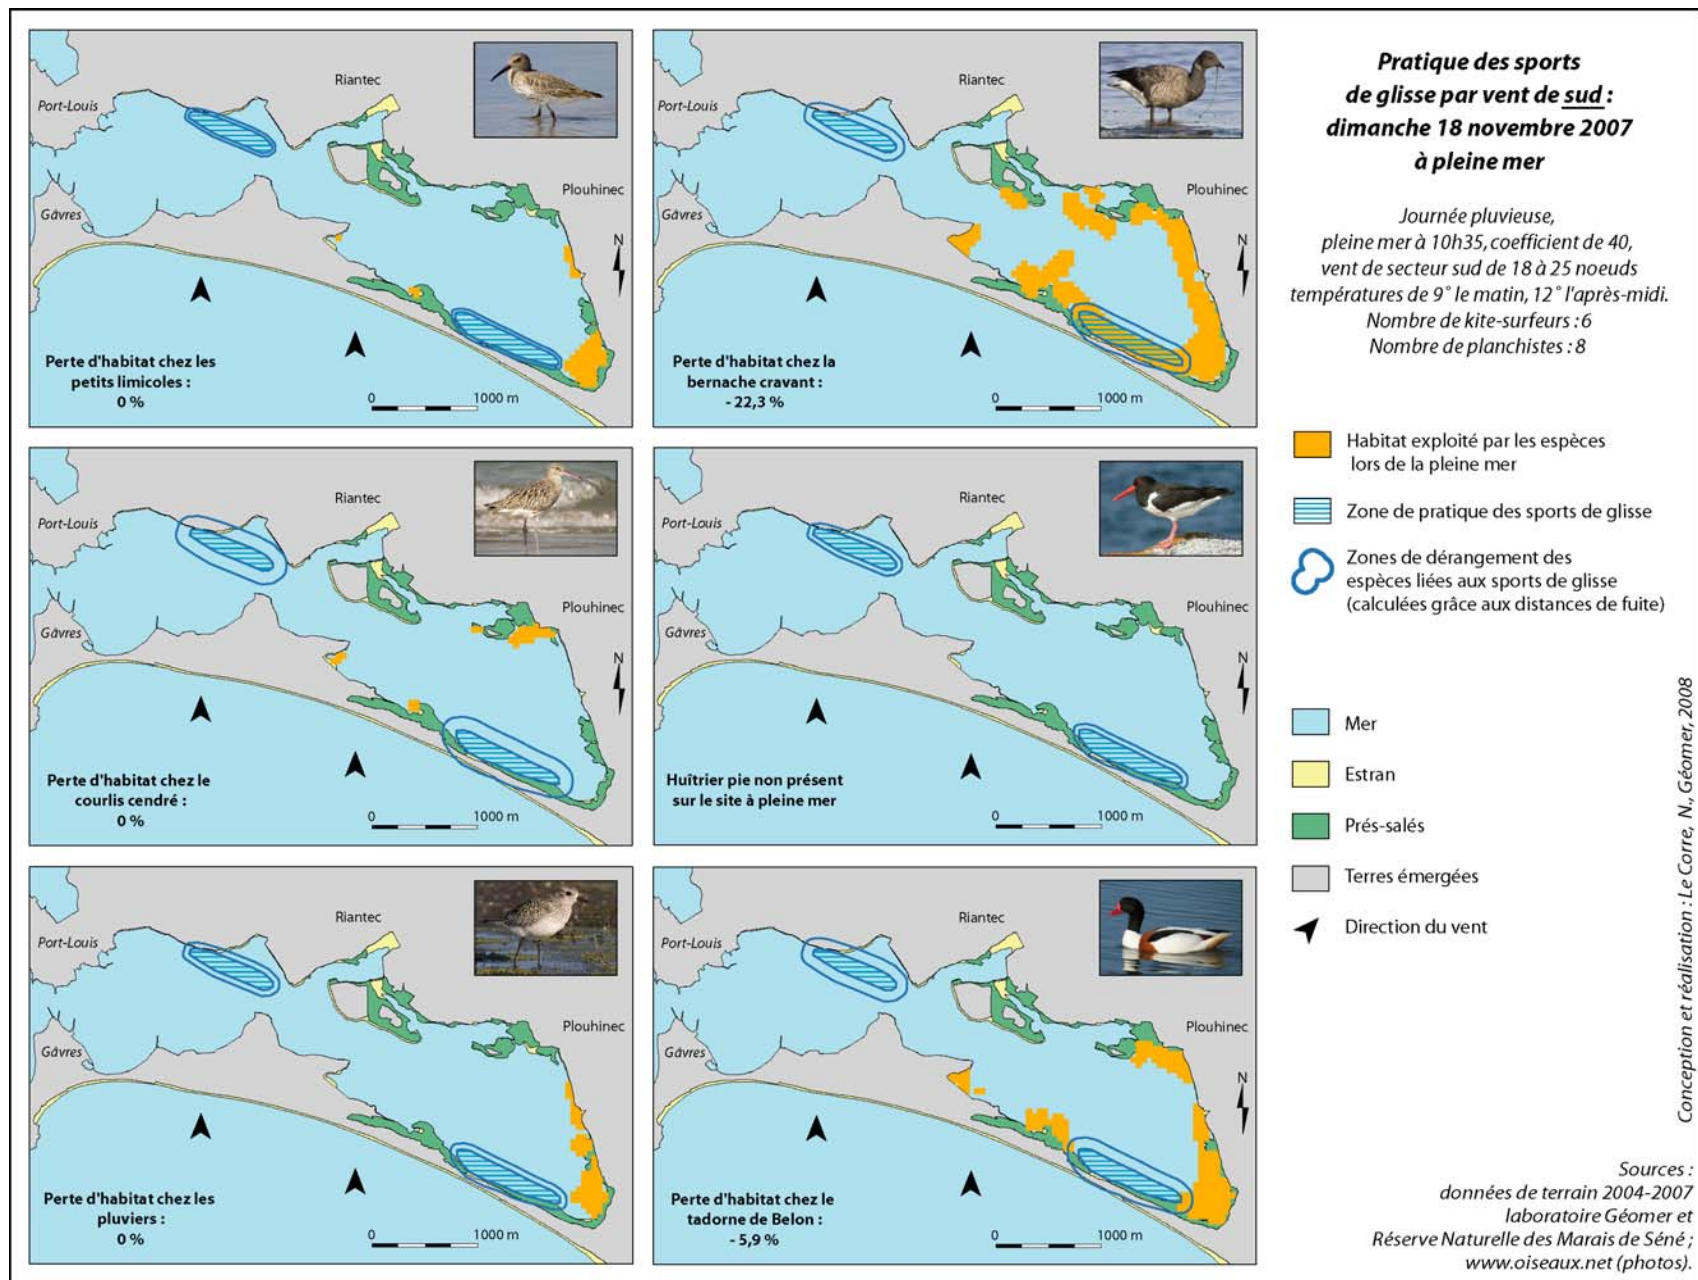 Riantec
Port-Louis
Plouhinec
Gâvres
N
Perte d'habitat chez les
petits limicoles :
0 %
0 1000 m
Riantec
Port-Louis
Plouhinec
Gâvres
N
Perte d'habitat chez la
bernache cravant :
- 22,3 %
0 1000 m
Riantec
Port-Louis
Plouhinec
Gâvres
N
Perte d'habitat chez le
courlis cendré :
0 %
0 1000 m
Riantec
Port-Louis
Plouhinec
Gâvres
N
Huîtrier pie non présent
sur le site à pleine mer
0 1000 m
Riantec
Port-Louis
Plouhinec
Gâvres
N
Perte d'habitat chez les
pluviers :
0 %
0 1000 m
Riantec
Port-Louis
Plouhinec
Gâvres
N
Perte d'habitat chez le
tadorne de Belon :
- 5,9 %
0 1000 m
Pratique des sports
de glisse par vent de sud :
dimanche 18 novembre 2007
à pleine mer
Journée pluvieuse,
pleine mer à 10h35, coefficient de 40,
vent de secteur sud de 18 à 25 noeuds
températures de 9° le matin, 12° l'après-midi.
Nombre de kite-surfeurs : 6
Nombre de planchistes : 8
Habitat exploité par les espèces
lors de la pleine mer
Zone de pratique des sports de glisse
Zones de dérangement des
espèces liées aux sports de glisse
(calculées grâce aux distances de fuite)
Mer
Estran
Prés-salés
Terres émergées
Direction du vent
Conception et réalisation : Le Corre, N., Géomer, 2008
Sources :
données de terrain 2004-2007
laboratoire Géomer et
Réserve Naturelle des Marais de Séné ;
www.oiseaux.net (photos).